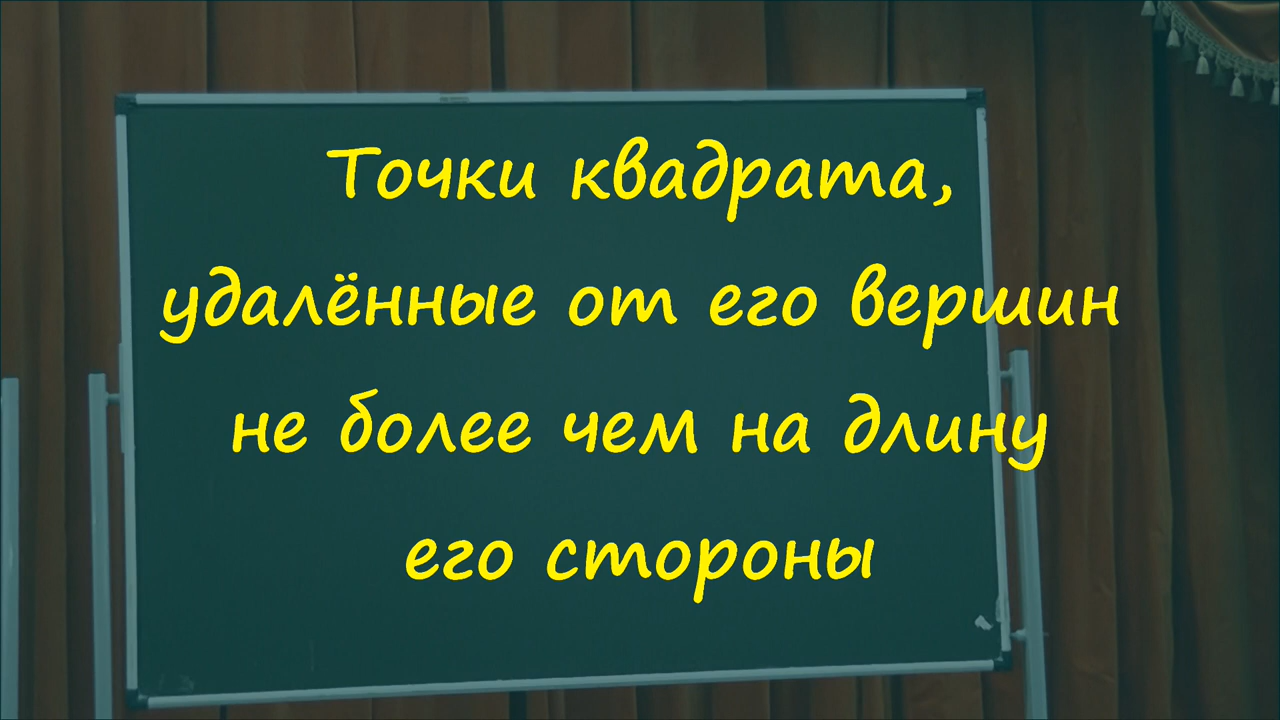 Точки квадрата,
удалённые от его вершин
не более чем на длину
его стороны